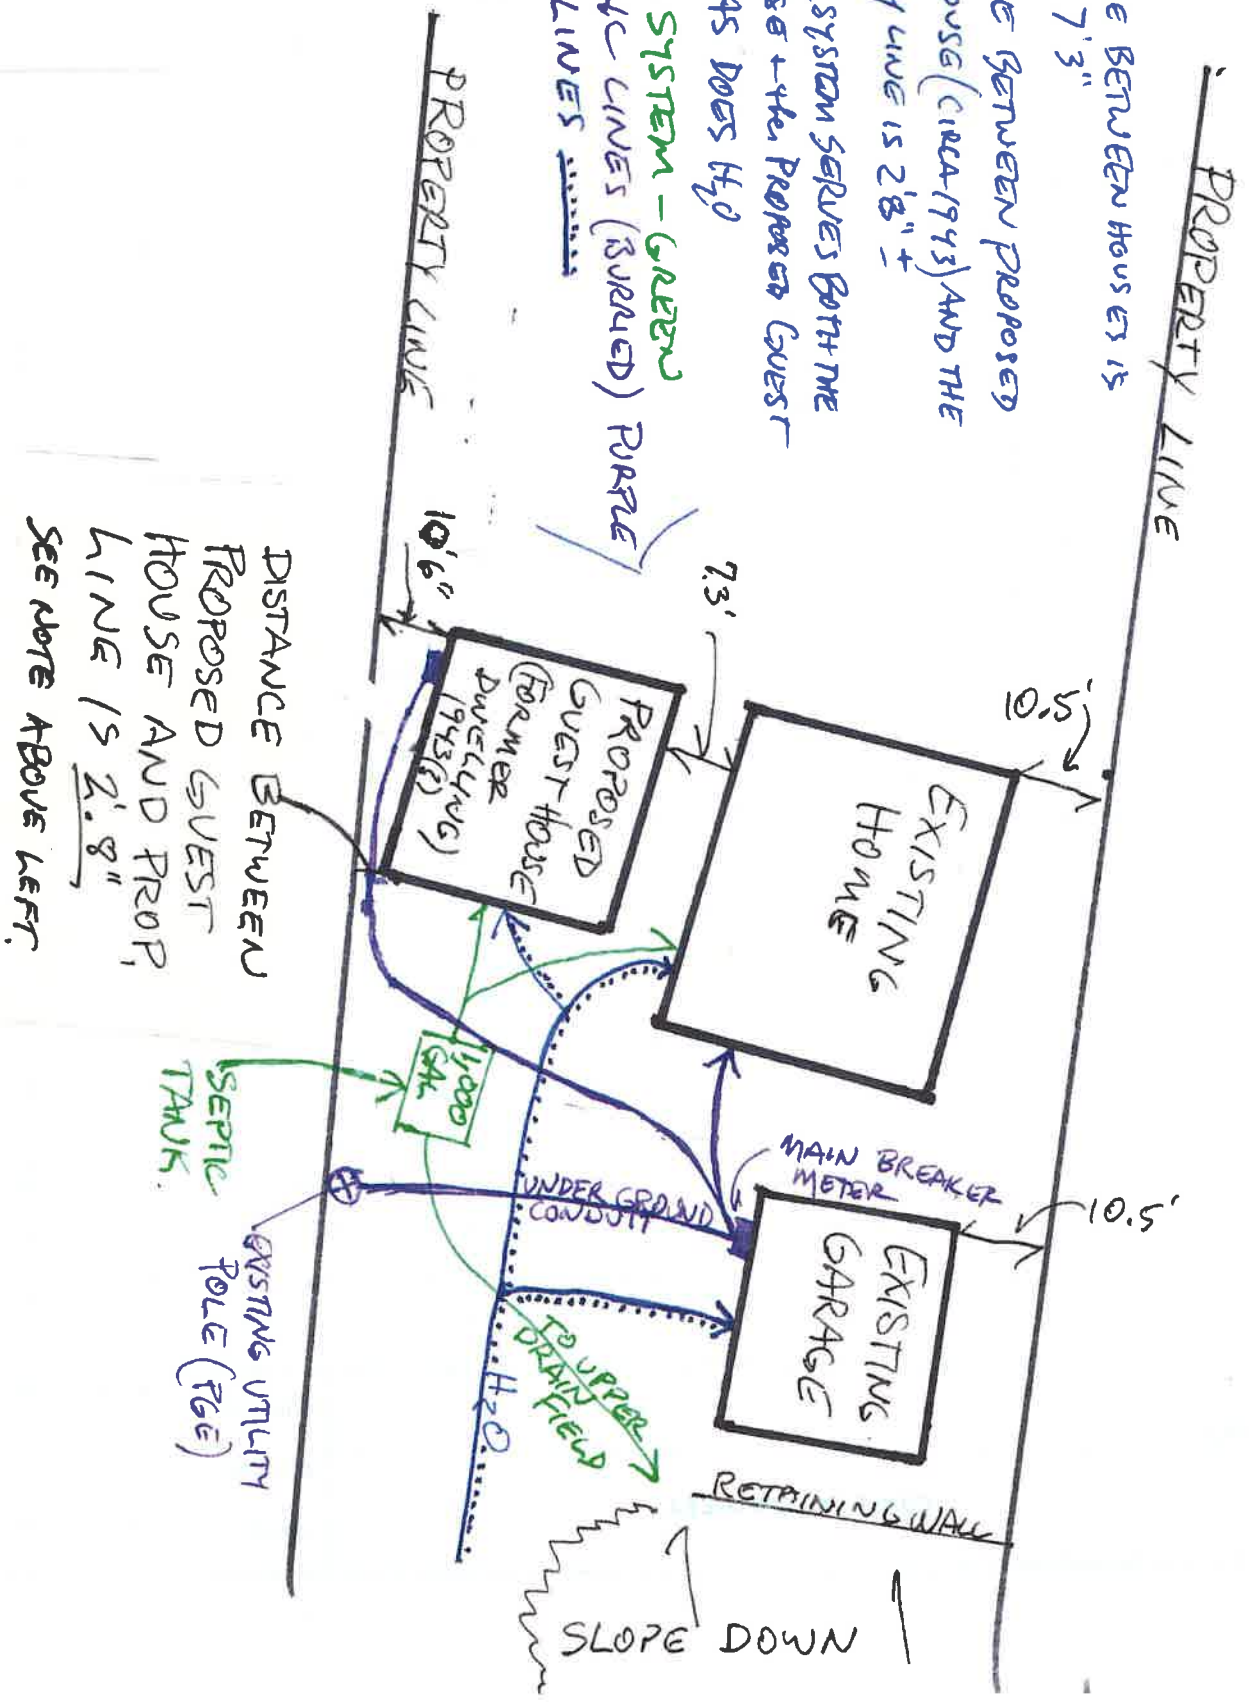 E BETWEEN HOUSES IS
7'3"
E BETWEEN PROPOSED
OUSE (CIRCA-1943) AND THE
Y LINE IS 2'8" ±
SYSTEM SERVES BOTH THE
SE + the PROPOSED GUEST
AS DOES H2O
SYSTEM - GREEN
IC LINES (BURRIED) PURPLE
LINES
PROPERTY LINE
PROPERTY LINE
10.5'
7.3'
10'6"
EXISTING
HOME
PROPOSED
GUEST HOUSE
(FORMER
DWELLING)
1943(?)
DISTANCE BETWEEN
PROPOSED GUEST
HOUSE AND PROP.
LINE IS 2'.8"
SEE NOTE ABOVE LEFT.
1,000
GAL
SEPTIC
TANK.
MAIN BREAKER
METER
10.5'
EXISTING
GARAGE
UNDER GROUND
CONDUIT
TO UPPER
DRAIN
FIELD
H2O
EXISTING UTILITY
POLE (PGE)
RETAINING WALL
SLOPE DOWN